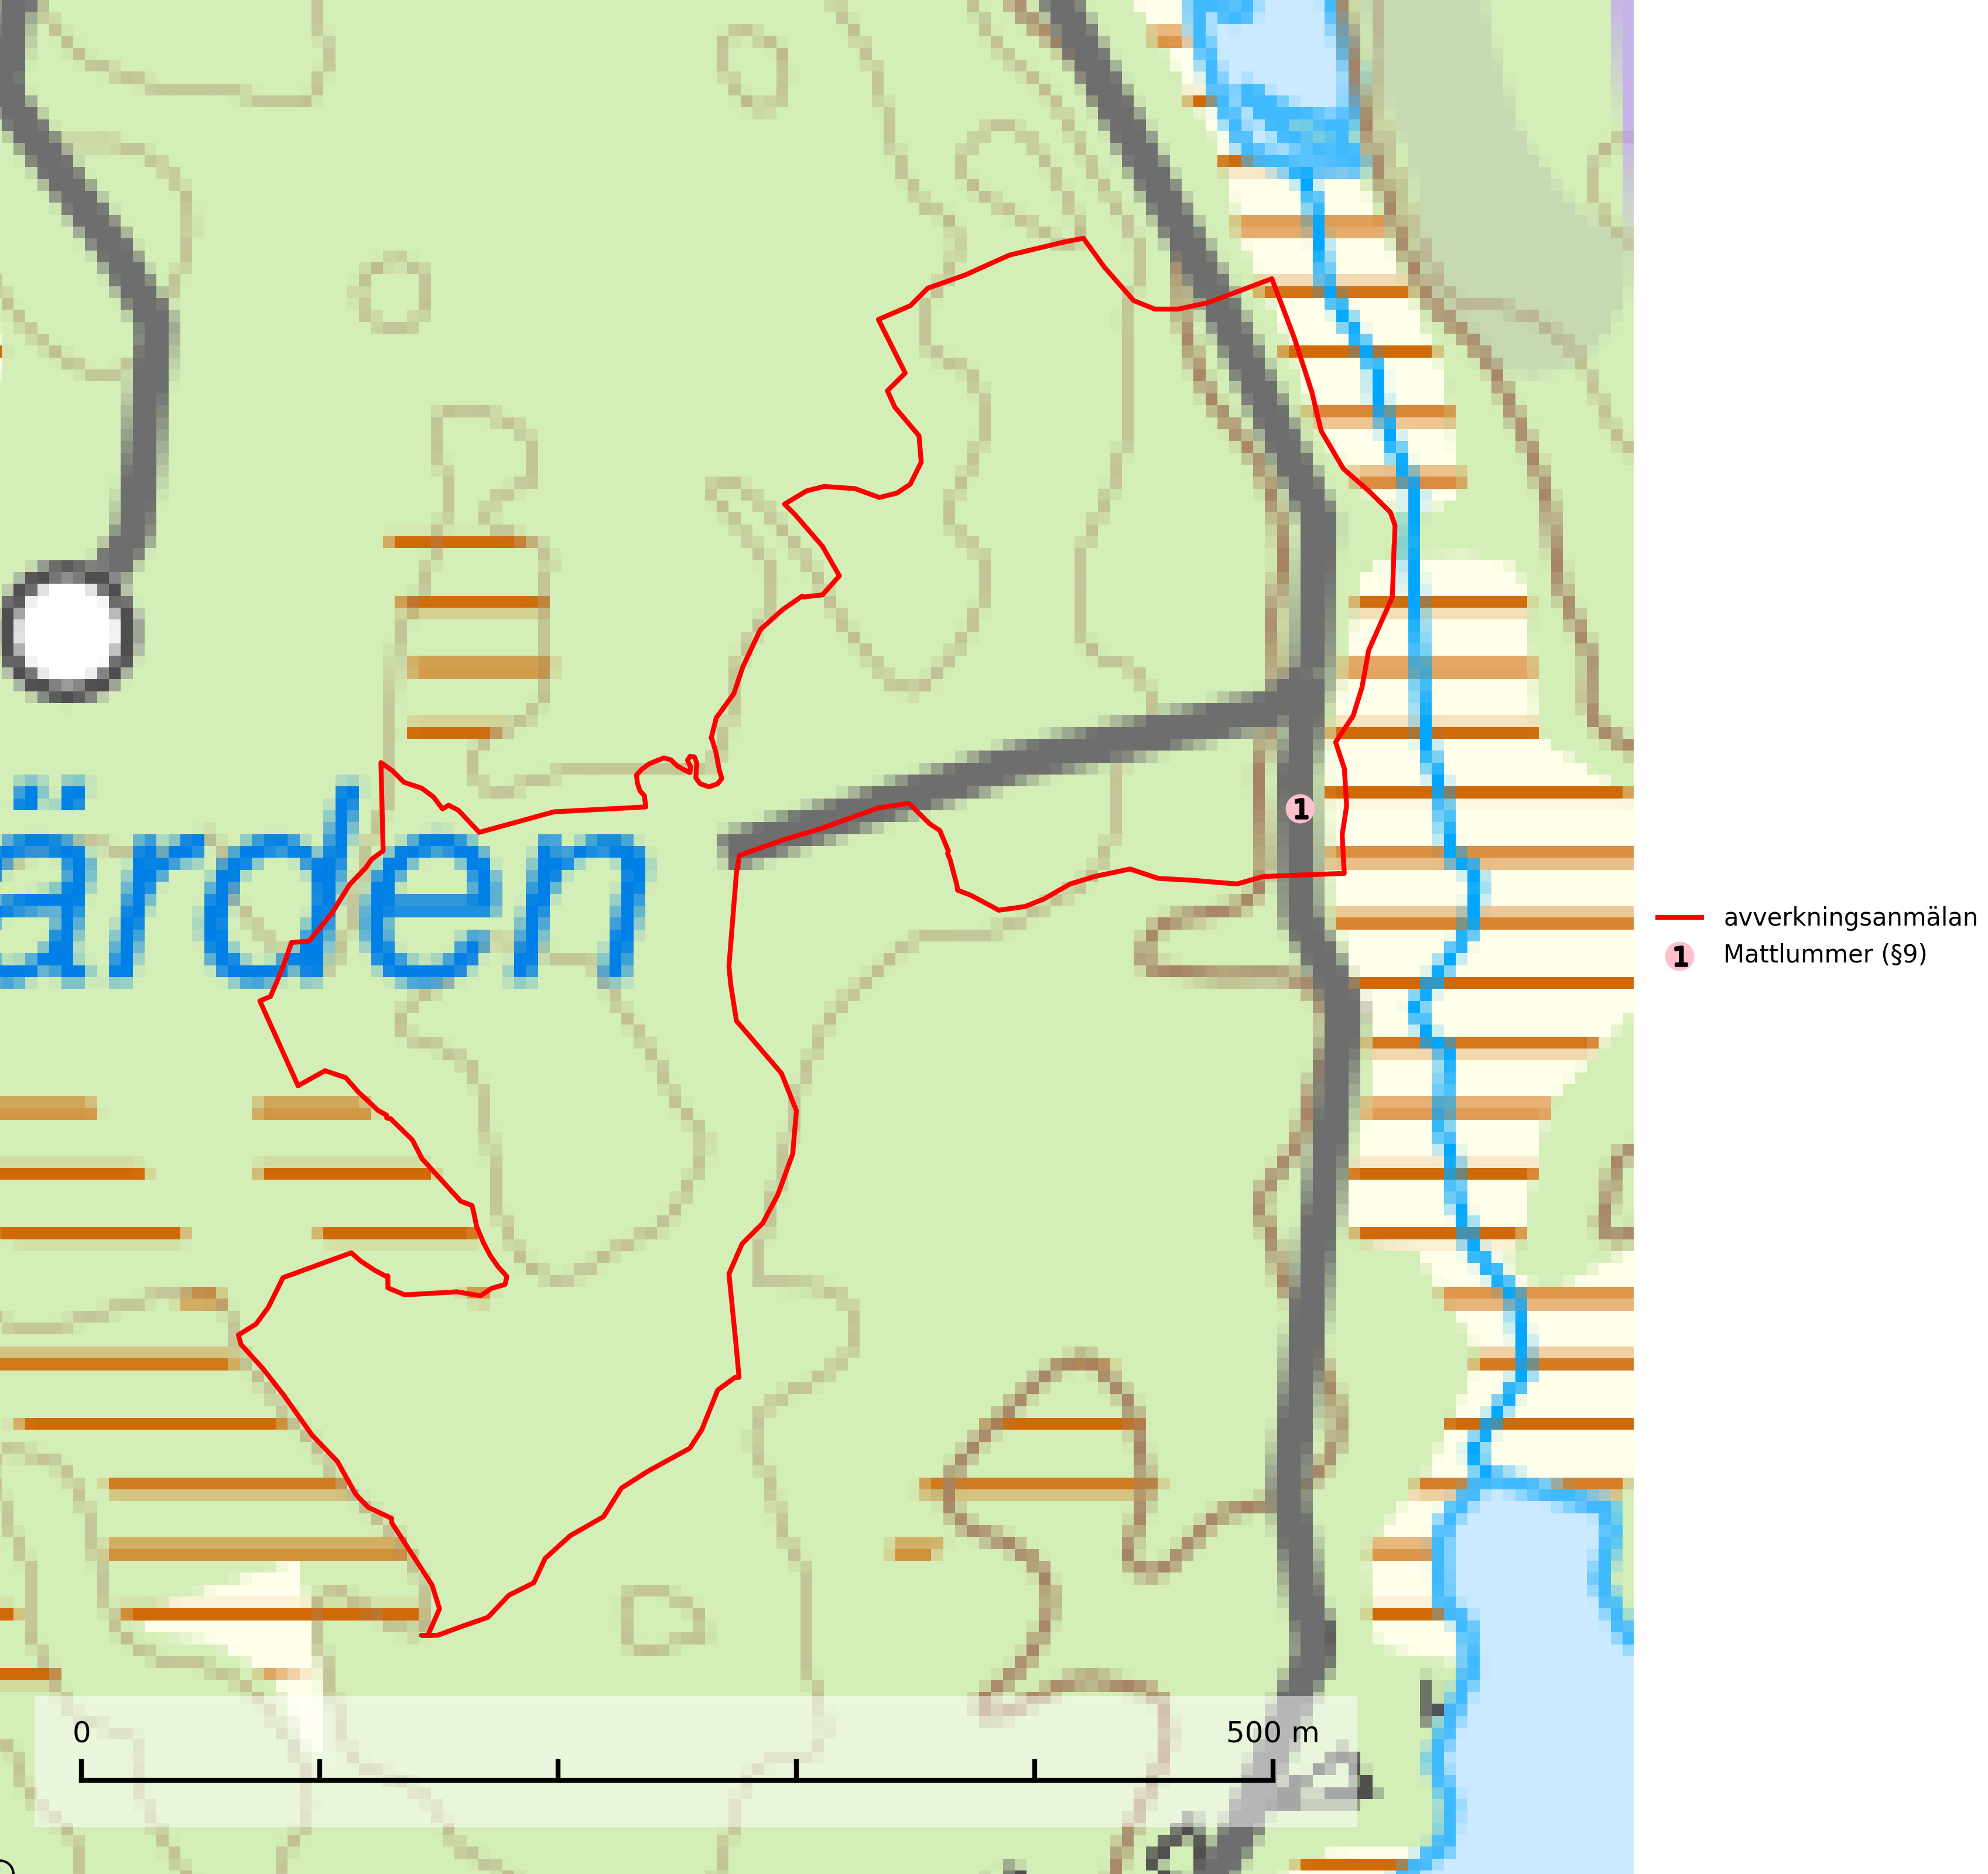 ärden
1
avverkningsanmälan
1 Mattlummer (§9)
0 500 m